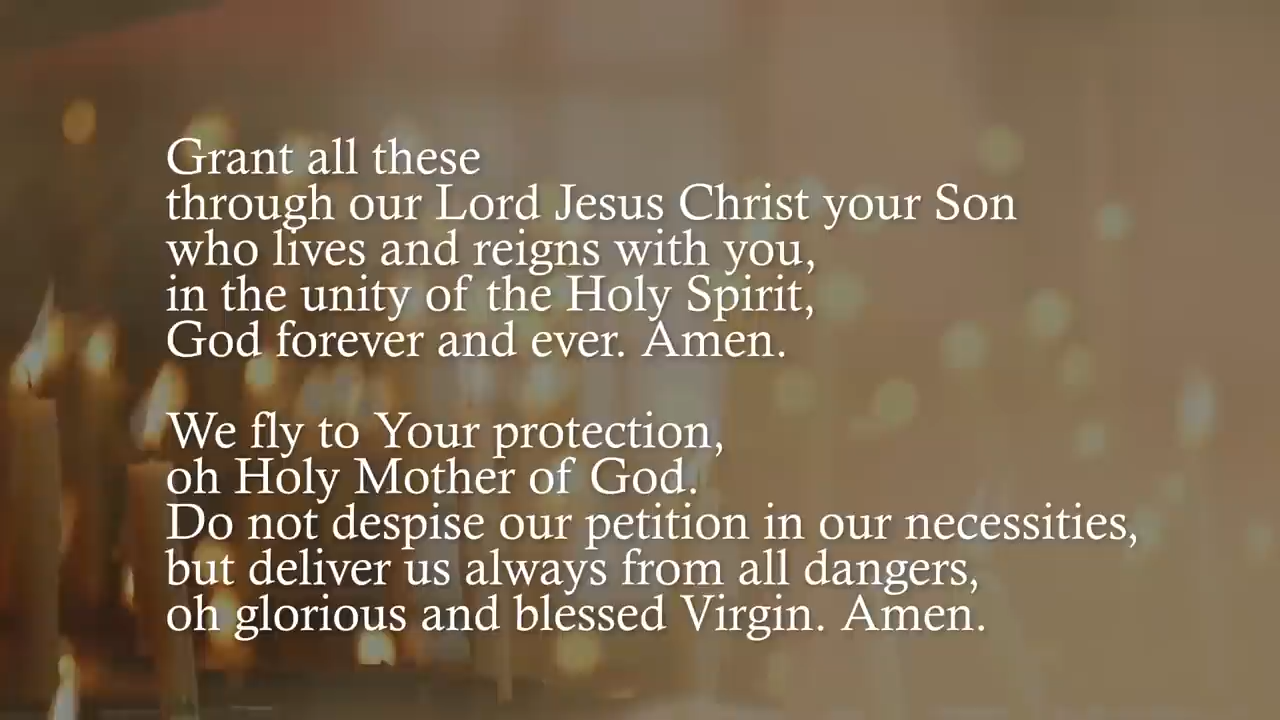 Grant all these
through our Lord Jesus Christ your Son
who lives and reigns with you,
in the unity of the Holy Spirit,
God forever and ever. Amen.
We fly to Your protection,
oh Holy Mother of God.
Do not despise our petition in our necessities,
but deliver us always from all dangers,
oh glorious and blessed Virgin. Amen.